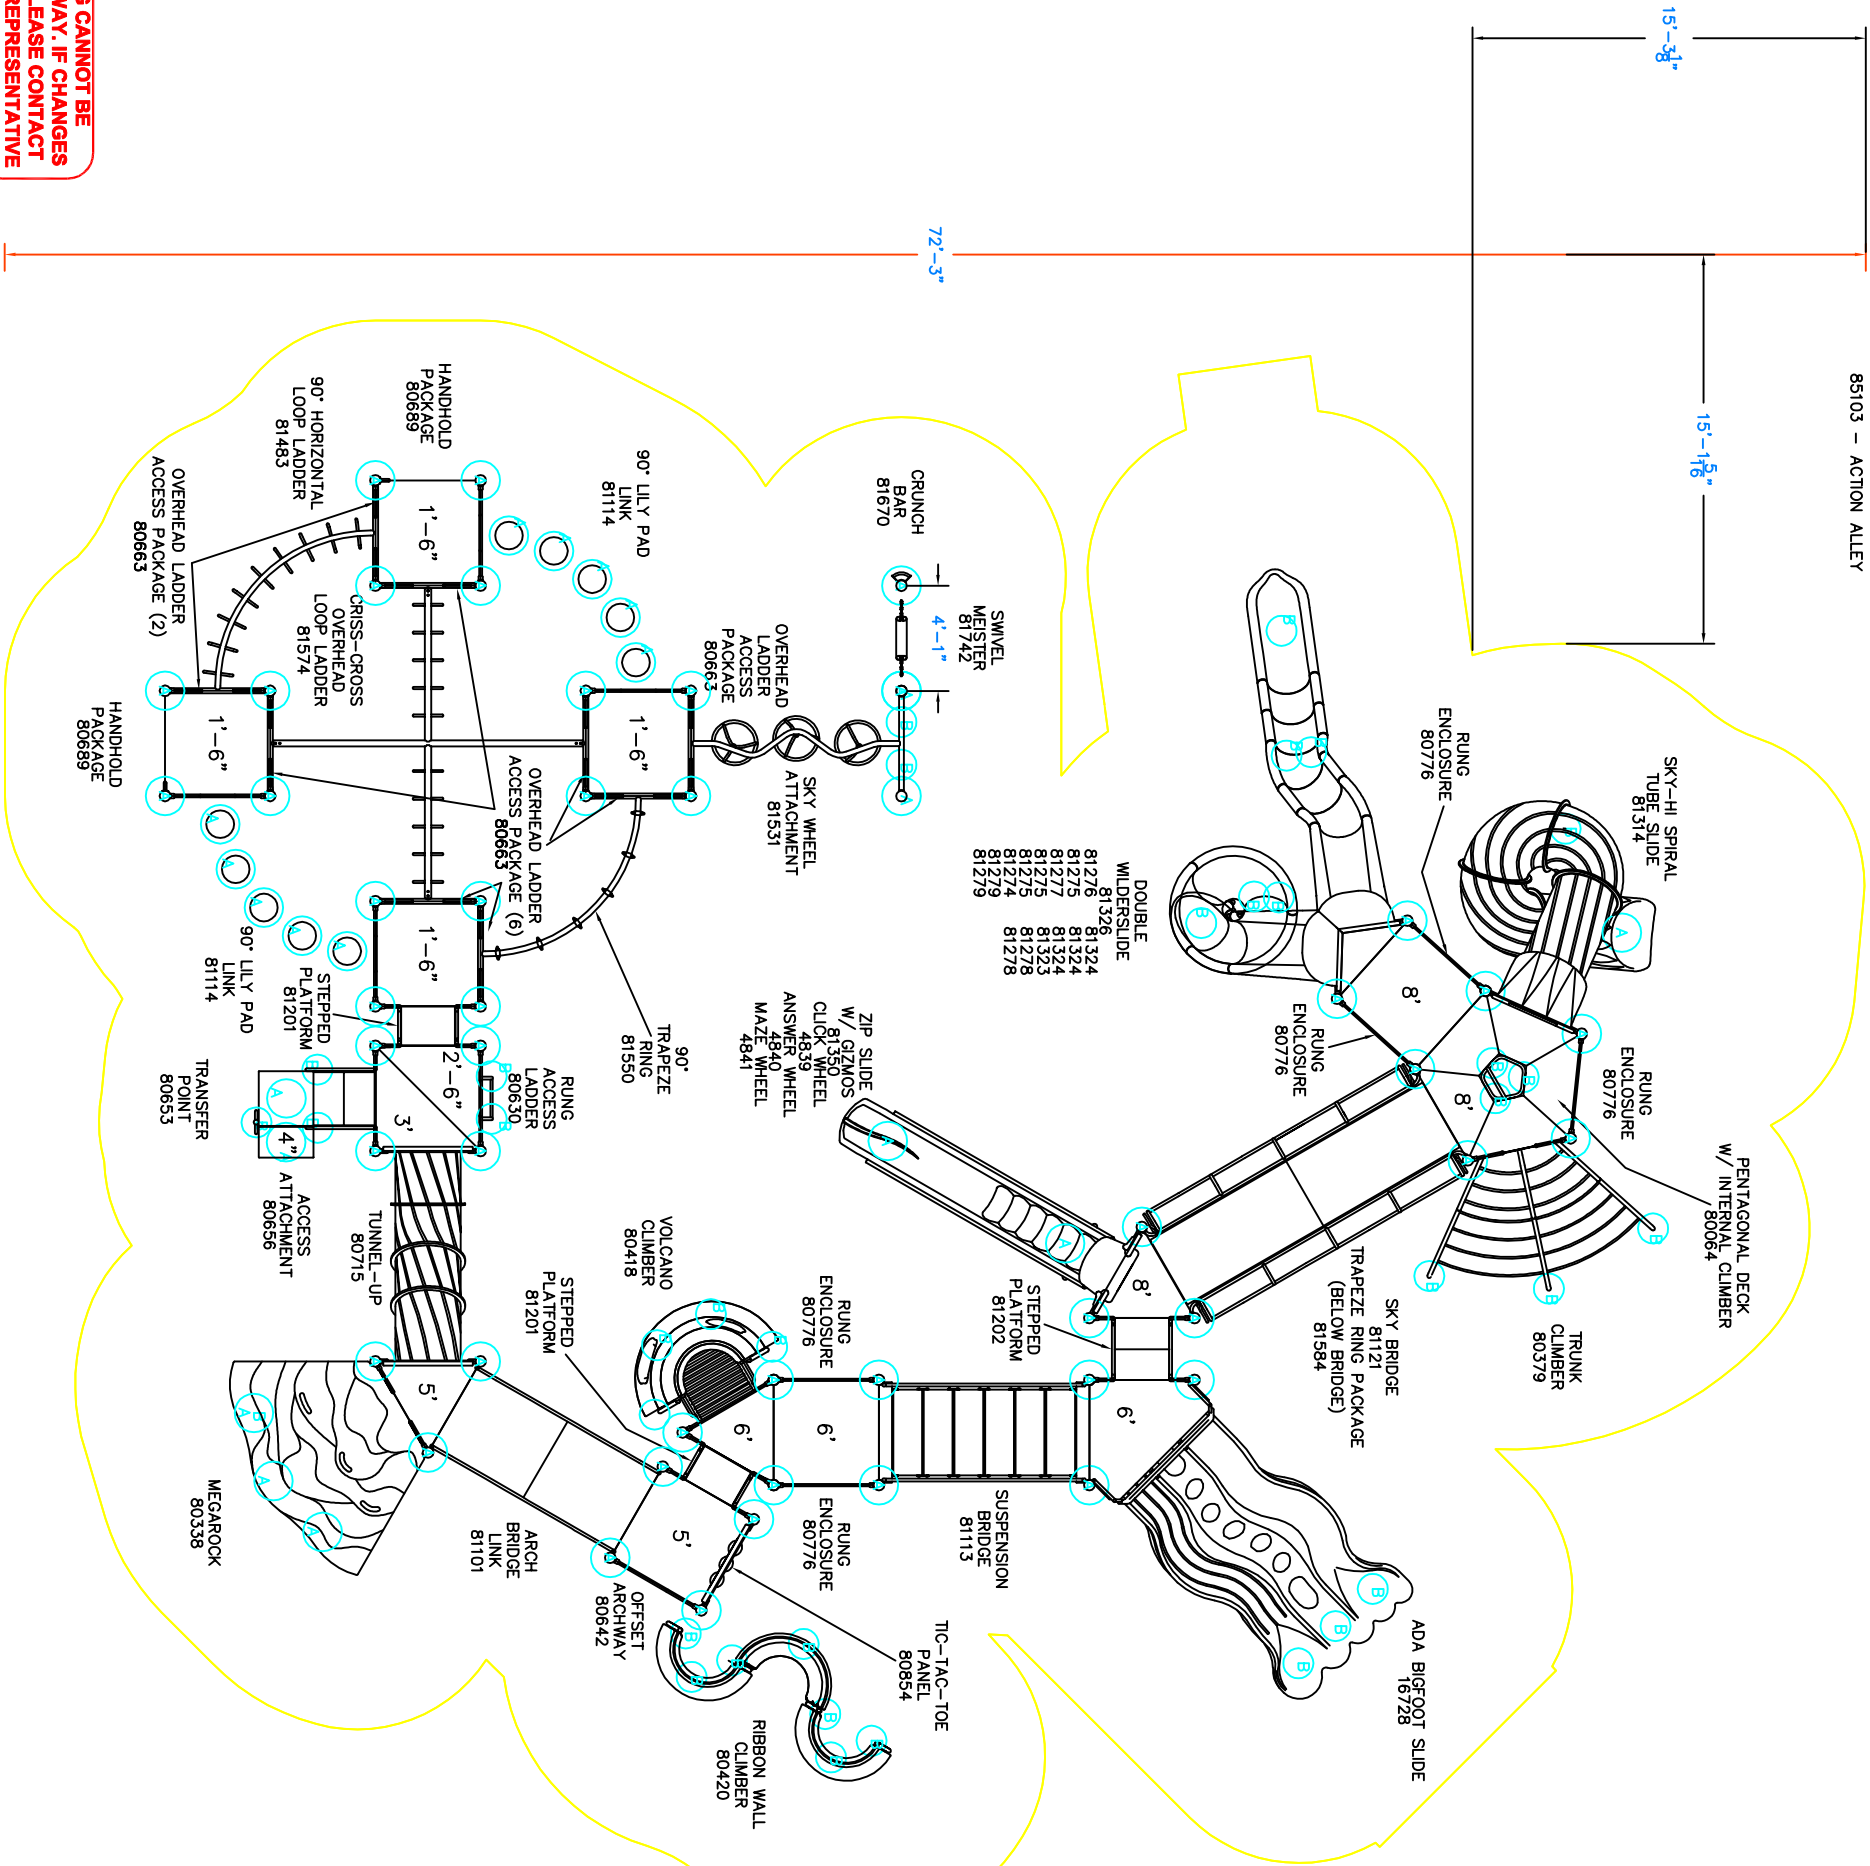 85103 - ACTION ALLEY
15'-3 1/8"
15'-1 5/16"
72'-3"
CANNOT BE
WAY. IF CHANGES
LEASE CONTACT
REPRESENTATIVE
SKY-HI SPIRAL
TUBE SLIDE
81314
RUNG
ENCLOSURE
80776
RUNG
ENCLOSURE
80776
PENTAGONAL DECK
W/ INTERNAL CLIMBER
80064
TRUNK
CLIMBER
80379
RUNG
ENCLOSURE
80776
SKY BRIDGE
81121
TRAPEZE RING PACKAGE
(BELOW BRIDGE)
81584
ADA BIGFOOT SLIDE
16728
DOUBLE
WILDERSLIDE
81326
81276 81324
81275 81324
81277 81324
81275 81323
81275 81278
81274 81278
81279
81279
STEPPED
PLATFORM
81202
SUSPENSION
BRIDGE
81113
SWIVEL
MEISTER
81742
4'-1"
CRUNCH
BAR
81670
ZIP SLIDE
W/ GIZMOS
81350
CLICK WHEEL
4839
ANSWER WHEEL
4840
MAZE WHEEL
4841
SKY WHEEL
ATTACHMENT
81531
OVERHEAD
LADDER
ACCESS
PACKAGE
80663
RUNG
ENCLOSURE
80776
RUNG
ENCLOSURE
80776
TIC-TAC-TOE
PANEL
80854
RIBBON WALL
CLIMBER
80420
90° LILY PAD
LINK
81114
90°
TRAPEZE
RING
81550
VOLCANO
CLIMBER
80418
OFFSET
ARCHWAY
80642
STEPPED
PLATFORM
81201
RUNG
ACCESS
LADDER
80630
OVERHEAD LADDER
ACCESS PACKAGE (6)
80663
ARCH
BRIDGE
LINK
81101
HANDHOLD
PACKAGE
80689
CRISS-CROSS
OVERHEAD
LOOP LADDER
81574
90° HORIZONTAL
LOOP LADDER
81483
TUNNEL-UP
80715
STEPPED
PLATFORM
81201
ACCESS
ATTACHMENT
80656
90° LILY PAD
LINK
81114
MEGAROCK
80338
TRANSFER
POINT
80653
OVERHEAD LADDER
ACCESS PACKAGE (2)
80663
HANDHOLD
PACKAGE
80689
8'
8'
8'
6'
6'
6'
5'
5'
3'
2'-6"
4"
1'-6"
1'-6"
1'-6"
1'-6"